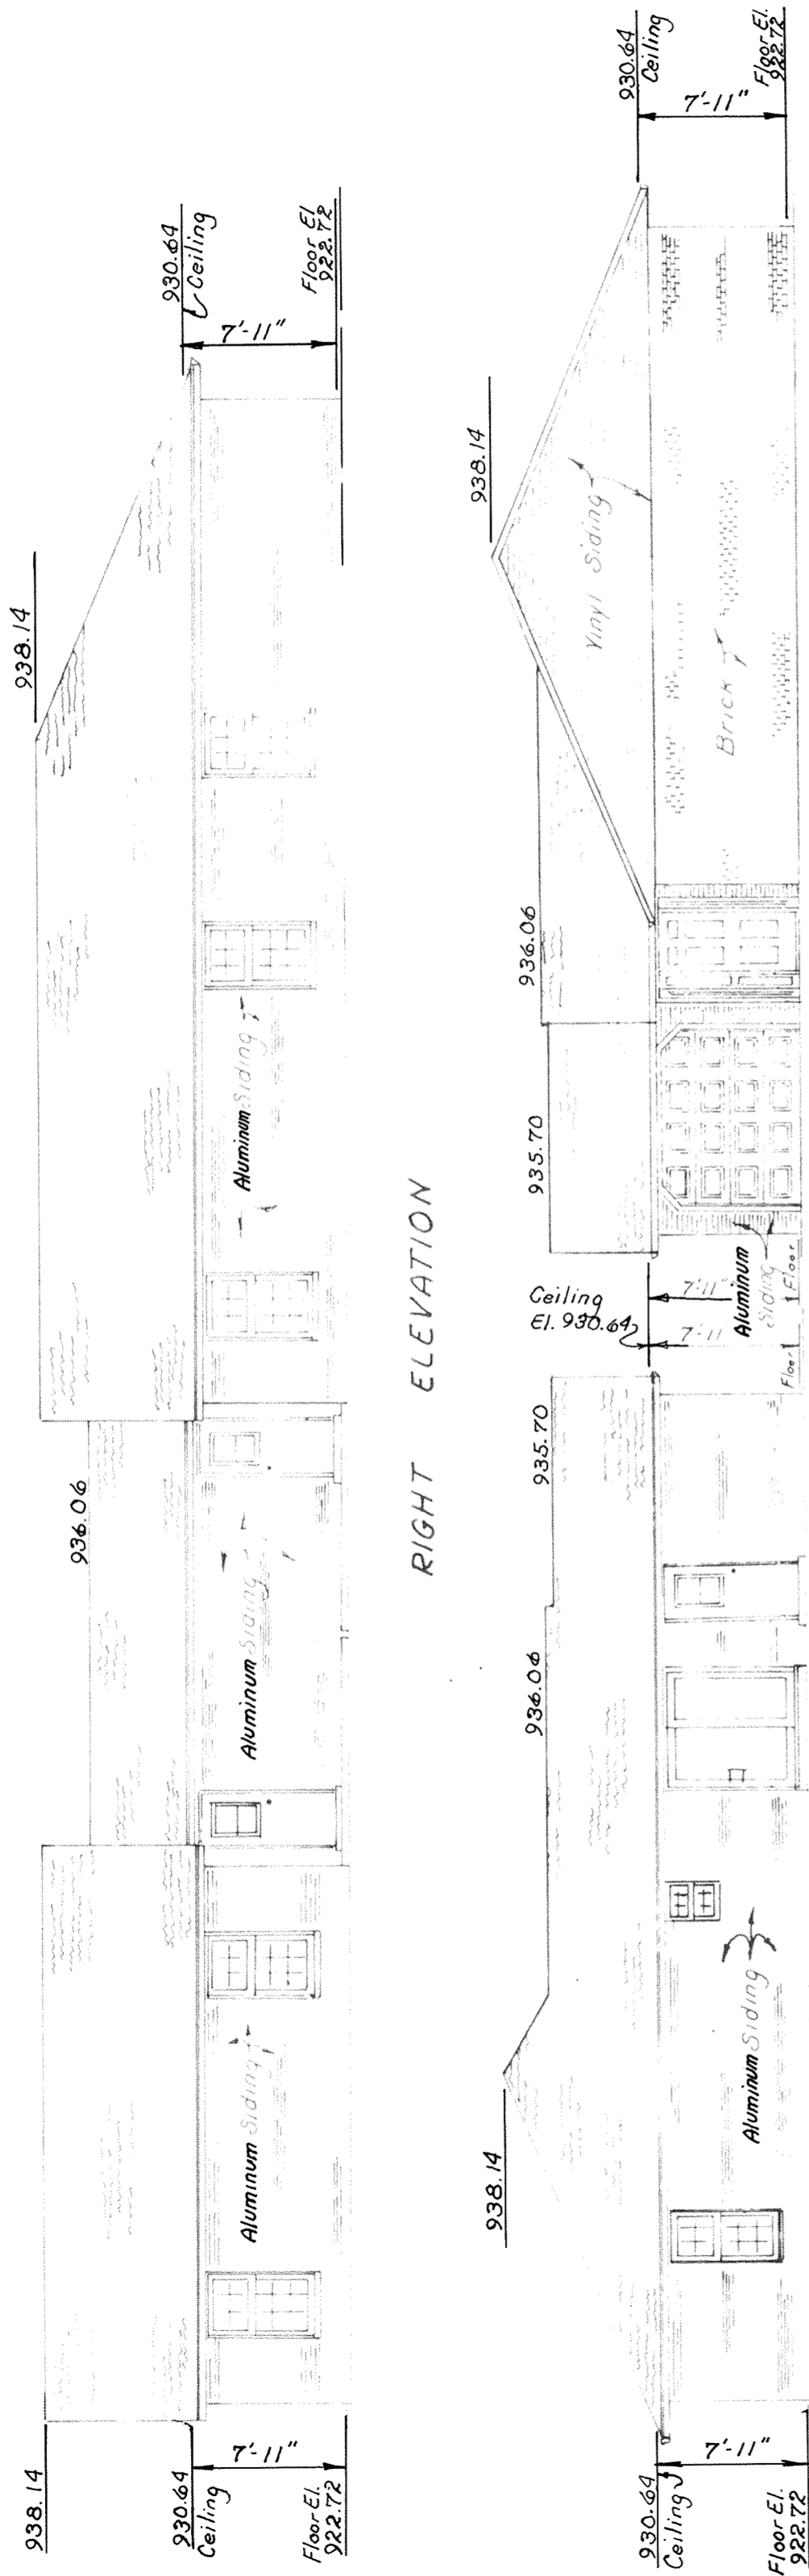 938.14
930.64
Ceiling
7'-11"
Floor El.
922.72
Aluminum Siding
936.06
Aluminum Siding
Aluminum Siding
938.14
930.64
Ceiling
7'-11"
Floor El
922.72
RIGHT ELEVATION
930.64
Ceiling
7'-11"
Floor El.
922.72
938.14
Aluminum Siding
936.06
935.70
Ceiling
El. 930.64
7'-11
Floor
7'-11"
Floor
Aluminum
Siding
935.70
936.06
Vinyl Siding
Brick
938.14
930.64
Ceiling
7'-11"
Floor El.
922.72